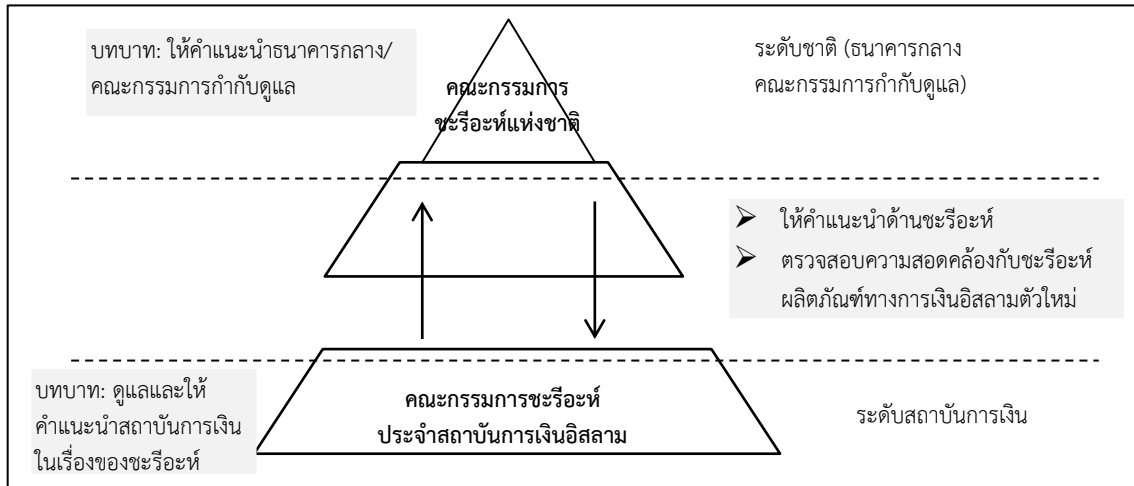 บทบาท: ให้คำแนะนำธนาคารกลาง/
คณะกรรมการกำกับดูแล
คณะกรรมการ
ชะรีอะห์แห่งชาติ
ระดับชาติ (ธนาคารกลาง
คณะกรรมการกำกับดูแล)
➢ ให้คำแนะนำด้านชะรีอะห์
➢ ตรวจสอบความสอดคล้องกับชะรีอะห์
ผลิตภัณฑ์ทางการเงินอิสลามตัวใหม่
บทบาท: ดูแลและให้
คำแนะนำสถาบันการเงิน
ในเรื่องของชะรีอะห์
คณะกรรมการชะรีอะห์
ประจำสถาบันการเงินอิสลาม
ระดับสถาบันการเงิน